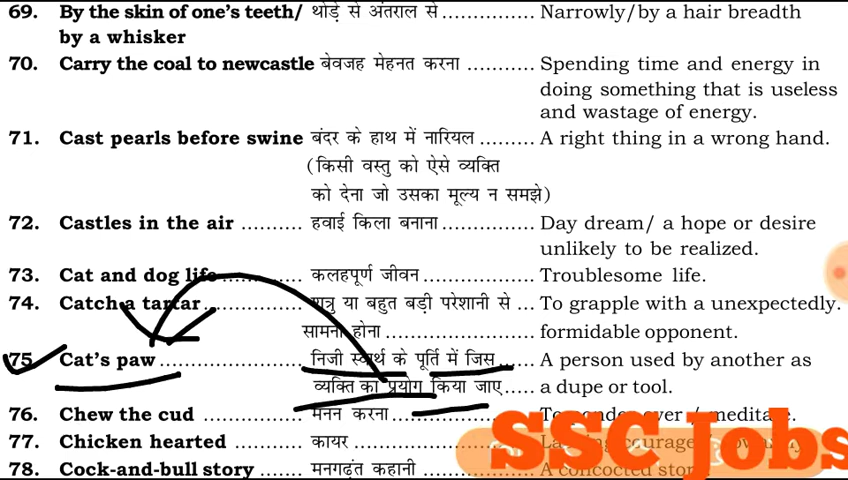 69. By the skin of one's teeth/ थोड़े से अंतराल से .............. Narrowly/by a hair breadth
by a whisker
70. Carry the coal to newcastle बेवजह मेहनत करना ........... Spending time and energy in
doing something that is useless
and wastage of energy.
71. Cast pearls before swine बंदर के हाथ में नारियल ......... A right thing in a wrong hand.
(किसी वस्तु को ऐसे व्यक्ति
को देना जो उसका मूल्य न समझे)
72. Castles in the air .......... हवाई किला बनाना............... Day dream/ a hope or desire
unlikely to be realized.
73. Cat and dog life............. कलहपूर्ण जीवन.................. Troublesome life.
74. Catch a tartar................ शत्रु या बहुत बड़ी परेशानी से ... To grapple with a unexpectedly.
सामना होना ........................ formidable opponent.
75. Cat's paw....................... निजी स्वार्थ के पूर्ति में जिस ...... A person used by another as
व्यक्ति का प्रयोग किया जाए..... a dupe or tool.
76. Chew the cud ................ मनन करना........................ To ponder over / meditate.
77. Chicken hearted ............ कायर ............................
78. Cock-and-bull story ....... मनगढ़ंत कहानी .................. A concocted stor
SSC Jobs